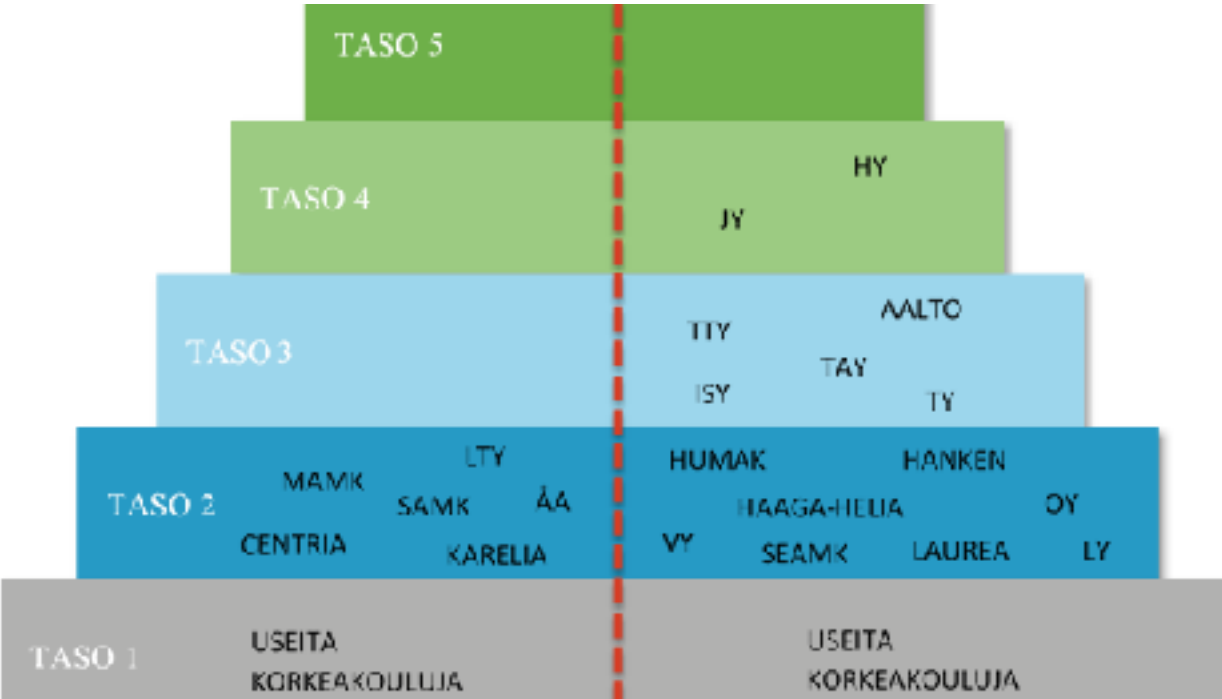 TASO 5
TASO 4
HY
JY
TASO 3
AALTO
TTY
TAY
ISY
TY
TASO 2
LTY
MAMK
SAMK
ÅA
CENTRIA
KARELIA
HUMAK
HANKEN
HAAGA-HELIA
OY
VY
SEAMK
LAUREA
LY
TASO 1
USEITA
KORKEAKOULUJA
USEITA
KORKEAKOULUJA